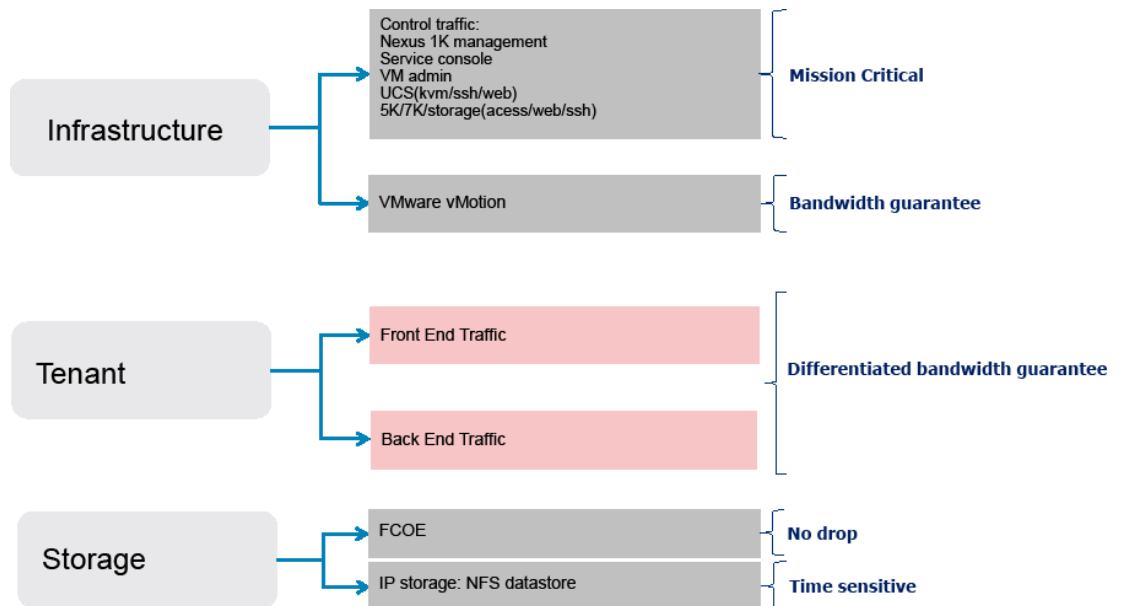 Infrastructure
Control traffic:
Nexus 1K management
Service console
VM admin
UCS(kvm/ssh/web)
5K/7K/storage(acess/web/ssh)
Mission Critical
VMware vMotion
Bandwidth guarantee
Tenant
Front End Traffic
Back End Traffic
Differentiated bandwidth guarantee
Storage
FCOE
No drop
IP storage: NFS datastore
Time sensitive